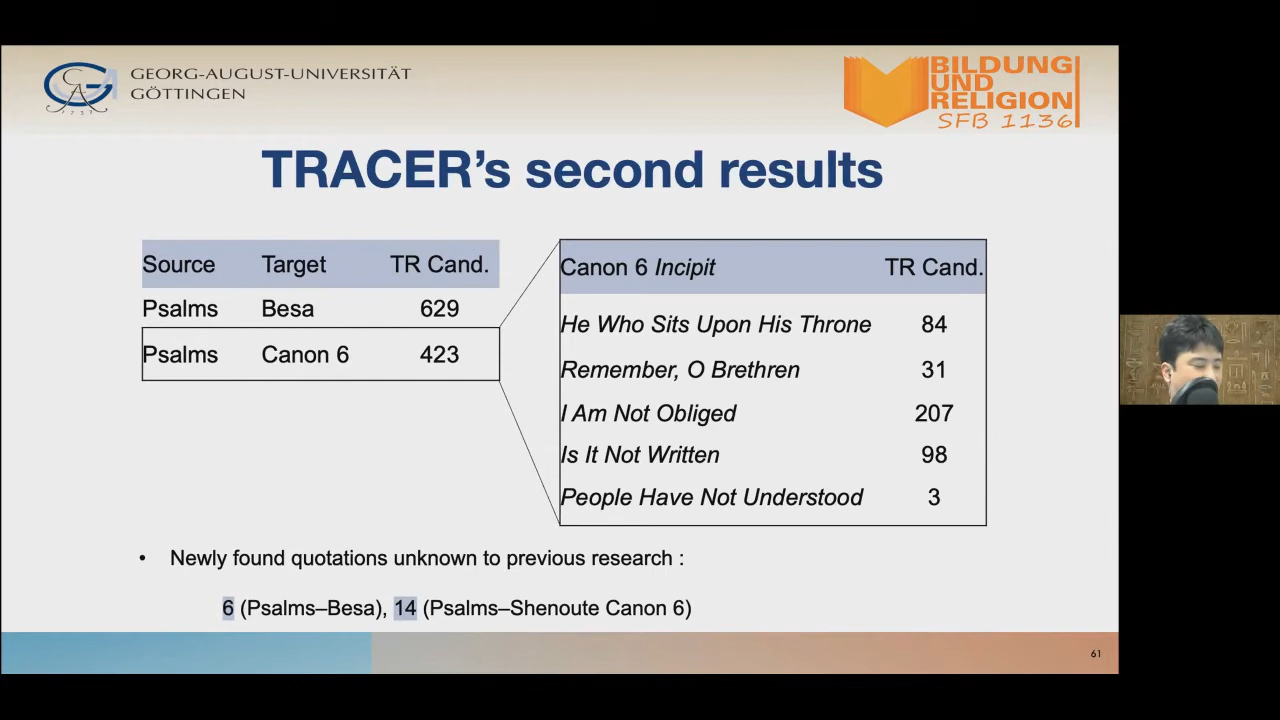 GEORG-AUGUST-UNIVERSITÄT
GÖTTINGEN
BILDUNG
UND
RELIGION
SFB 1136
TRACER’s second results
Source Target TR Cand.
Psalms Besa 629
Psalms Canon 6 423
Canon 6 Incipit TR Cand.
He Who Sits Upon His Throne 84
Remember, O Brethren 31
I Am Not Obliged 207
Is It Not Written 98
People Have Not Understood 3
• Newly found quotations unknown to previous research :
6 (Psalms–Besa), 14 (Psalms–Shenoute Canon 6)
61